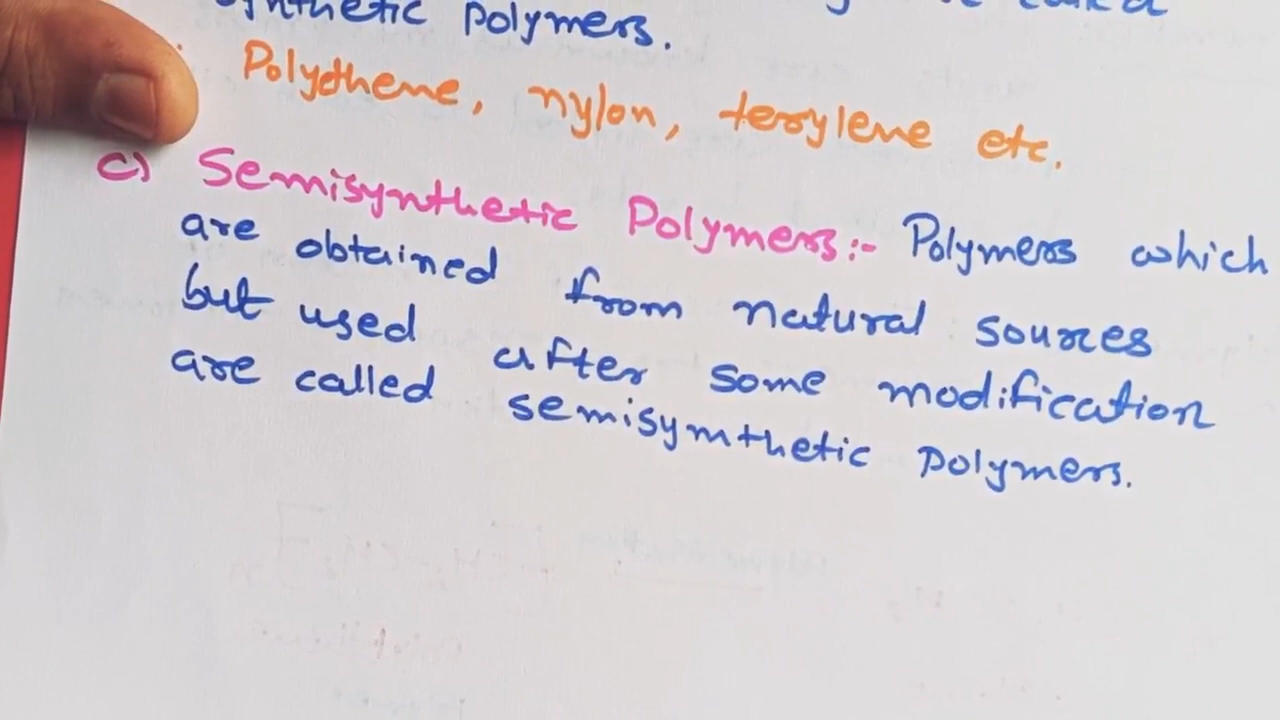 ynthetic Polymers.
Polythene, nylon, terylene etc.
c) Semisynthetic Polymers:- Polymers which
are obtained from natural sources
but used after some modification
are called semisymthetic polymers.